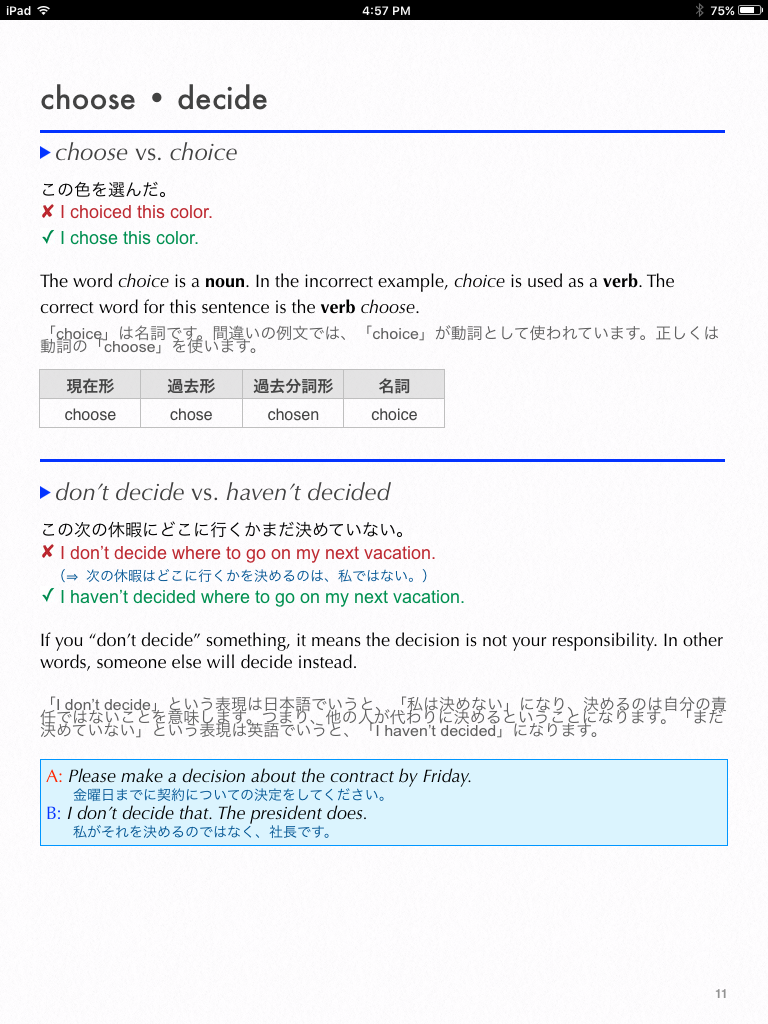 iPad 4:57 PM 75%
choose • decide
▶choose vs. choice
この色を選んだ。
✘ I choiced this color.
✓ I chose this color.
The word choice is a noun. In the incorrect example, choice is used as a verb. The
correct word for this sentence is the verb choose.
「choice」は名詞です。間違いの例文では、「choice」が動詞として使われています。正しくは
動詞の「choose」を使います。
現在形 過去形 過去分詞形 名詞
choose chose chosen choice
▶don't decide vs. haven't decided
この次の休暇にどこに行くかまだ決めていない。
✘ I don't decide where to go on my next vacation.
（⇒ 次の休暇はどこに行くかを決めるのは、私ではない。）
✓ I haven't decided where to go on my next vacation.
If you “don't decide” something, it means the decision is not your responsibility. In other
words, someone else will decide instead.
「I don't decide」という表現は日本語でいうと、「私は決めない」になり、決めるのは自分の責
任ではないことを意味します。つまり、他の人が代わりに決めるということになります。「まだ
決めていない」という表現は英語でいうと、「I haven't decided」になります。
A: Please make a decision about the contract by Friday.
金曜日までに契約についての決定をしてください。
B: I don't decide that. The president does.
私がそれを決めるのではなく、社長です。
11